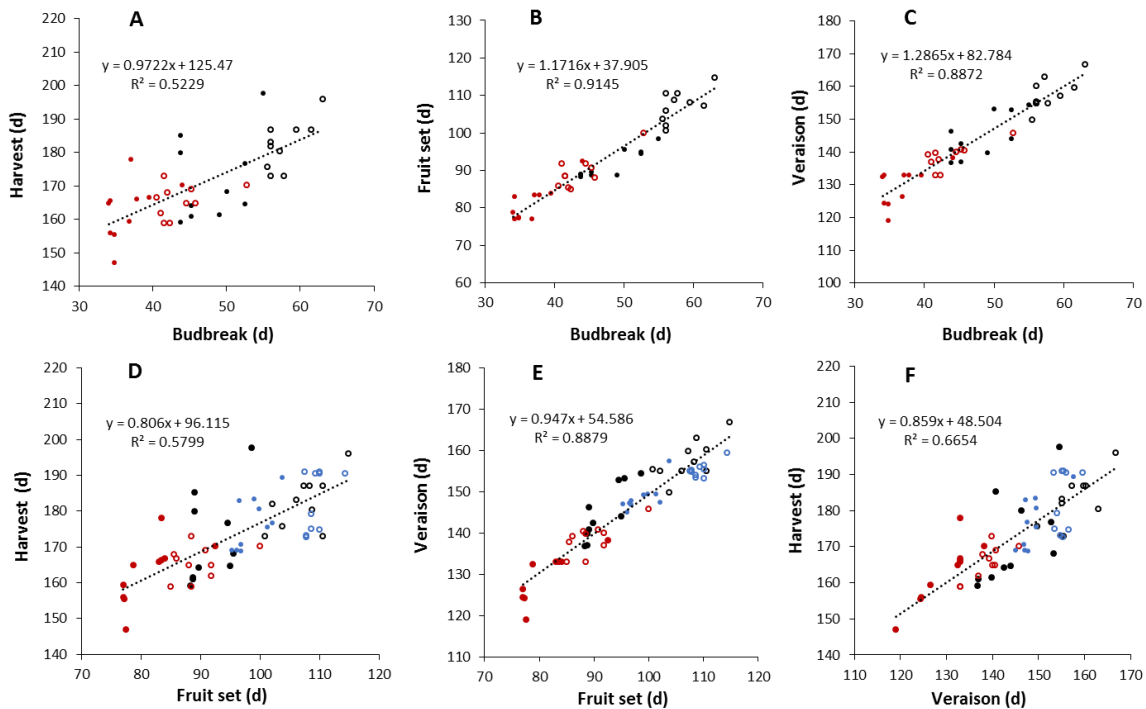 A
y = 0.9722x + 125.47
R² = 0.5229
Harvest (d)
220
210
200
190
180
170
160
150
140
30 40 50 60 70
Budbreak (d)
B
y = 1.1716x + 37.905
R² = 0.9145
Fruit set (d)
120
110
100
90
80
70
60
30 40 50 60 70
Budbreak (d)
C
y = 1.2865x + 82.784
R² = 0.8872
Veraison (d)
180
170
160
150
140
130
120
110
100
30 40 50 60 70
Budbreak (d)
D
y = 0.806x + 96.115
R² = 0.5799
Harvest (d)
220
210
200
190
180
170
160
150
140
70 80 90 100 110 120
Fruit set (d)
E
y = 0.947x + 54.586
R² = 0.8879
Veraison (d)
180
170
160
150
140
130
120
110
70 80 90 100 110 120
Fruit set (d)
F
y = 0.859x + 48.504
R² = 0.6654
Harvest (d)
220
210
200
190
180
170
160
150
140
110 120 130 140 150 160 170
Veraison (d)